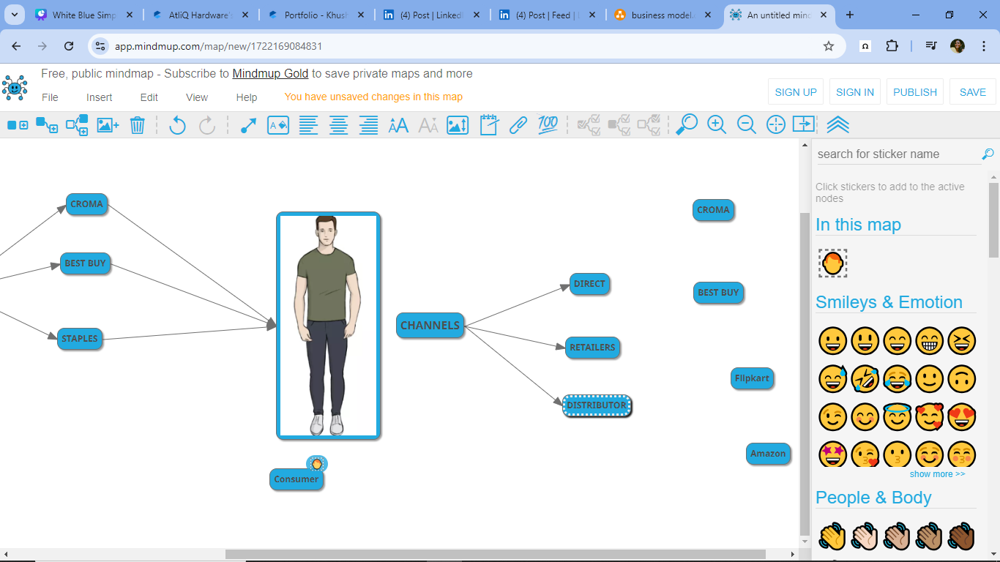 White Blue Simp
AtliQ Hardware's
Portfolio - Khush
(4) Post | LinkedI
(4) Post | Feed | L
business model.
An untitled mind
app.mindmup.com/map/new/1722169084831
Free, public mindmap - Subscribe to Mindmup Gold to save private maps and more
File Insert Edit View Help You have unsaved changes in this map
SIGN UP SIGN IN PUBLISH SAVE
100
search for sticker name
Click stickers to add to the active
nodes
In this map
Smileys & Emotion
show more >>
People & Body
CROMA
BEST BUY
STAPLES
Consumer
CHANNELS
DIRECT
RETAILERS
DISTRIBUTOR
CROMA
BEST BUY
Flipkart
Amazon